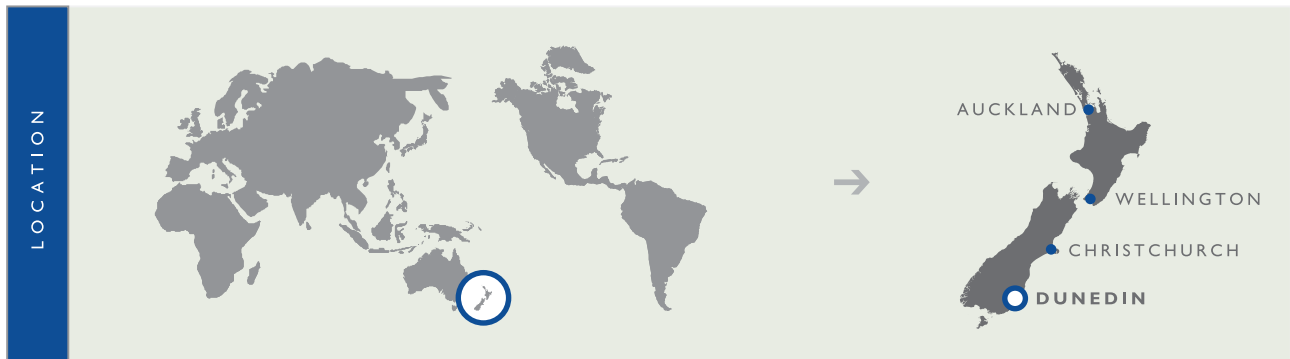 LOCATION
AUCKLAND
WELLINGTON
CHRISTCHURCH
DUNEDIN